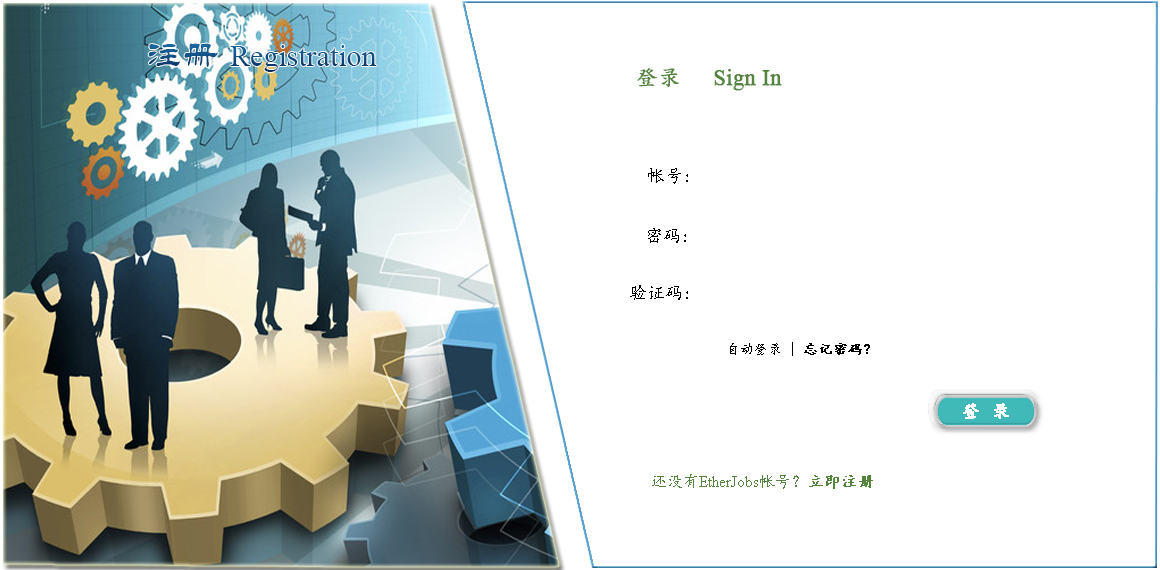 注册 Registration
登录 Sign In
帐号：
密码：
验证码：
自动登录 | 忘记密码？
登 录
还没有EtherJobs帐号？立即注册